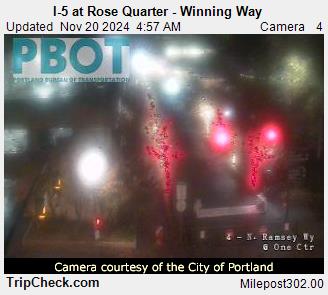 I-5 at Rose Quarter - Winning Way
Updated Nov 20 2024 4:57 AM Camera 4
PBOT
PORTLAND BUREAU OF TRANSPORTATION
4 - N. Ramsey Wy
@ One Ctr
Camera courtesy of the City of Portland
TripCheck.com Milepost302.00